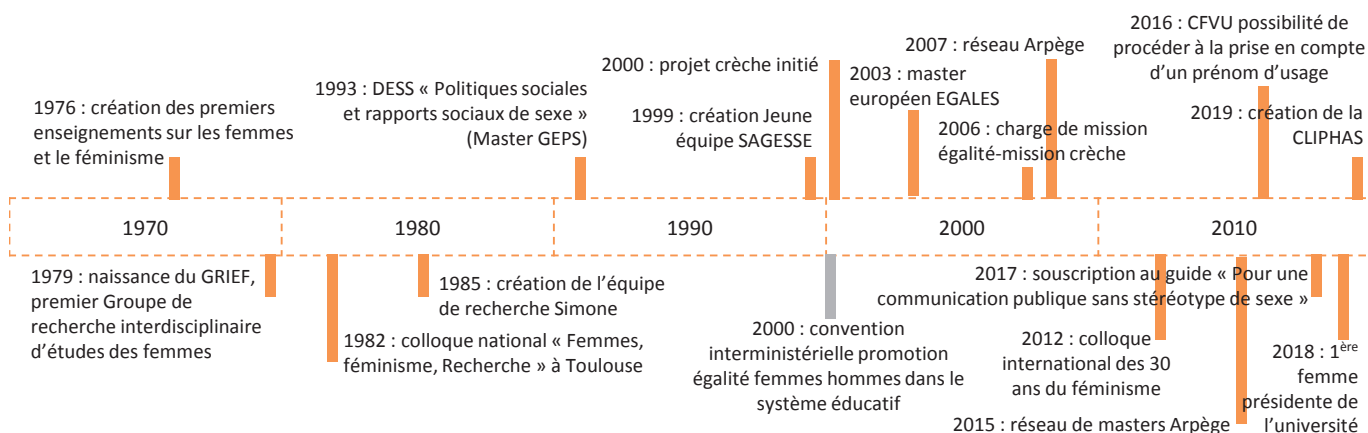 1976 : création des premiers
enseignements sur les femmes
et le féminisme
1993 : DESS « Politiques sociales
et rapports sociaux de sexe »
(Master GEPS)
2000 : projet crèche initié
1999 : création Jeune
équipe SAGESSE
2007 : réseau Arpège
2003 : master
européen EGALES
2006 : charge de mission
égalité-mission crèche
2016 : CFVU possibilité de
procéder à la prise en compte
d’un prénom d’usage
2019 : création de la
CLIPHAS
1970
1980
1990
2000
2010
1979 : naissance du GRIEF,
premier Groupe de
recherche interdisciplinaire
d’études des femmes
1985 : création de l’équipe
de recherche Simone
1982 : colloque national « Femmes,
féminisme, Recherche » à Toulouse
2000 : convention
interministérielle promotion
égalité femmes hommes dans le
système éducatif
2017 : souscription au guide « Pour une
communication publique sans stéréotype de sexe »
2012 : colloque
international des 30
ans du féminisme
2015 : réseau de masters Arpège
2018 : 1ère
femme
présidente de
l’université